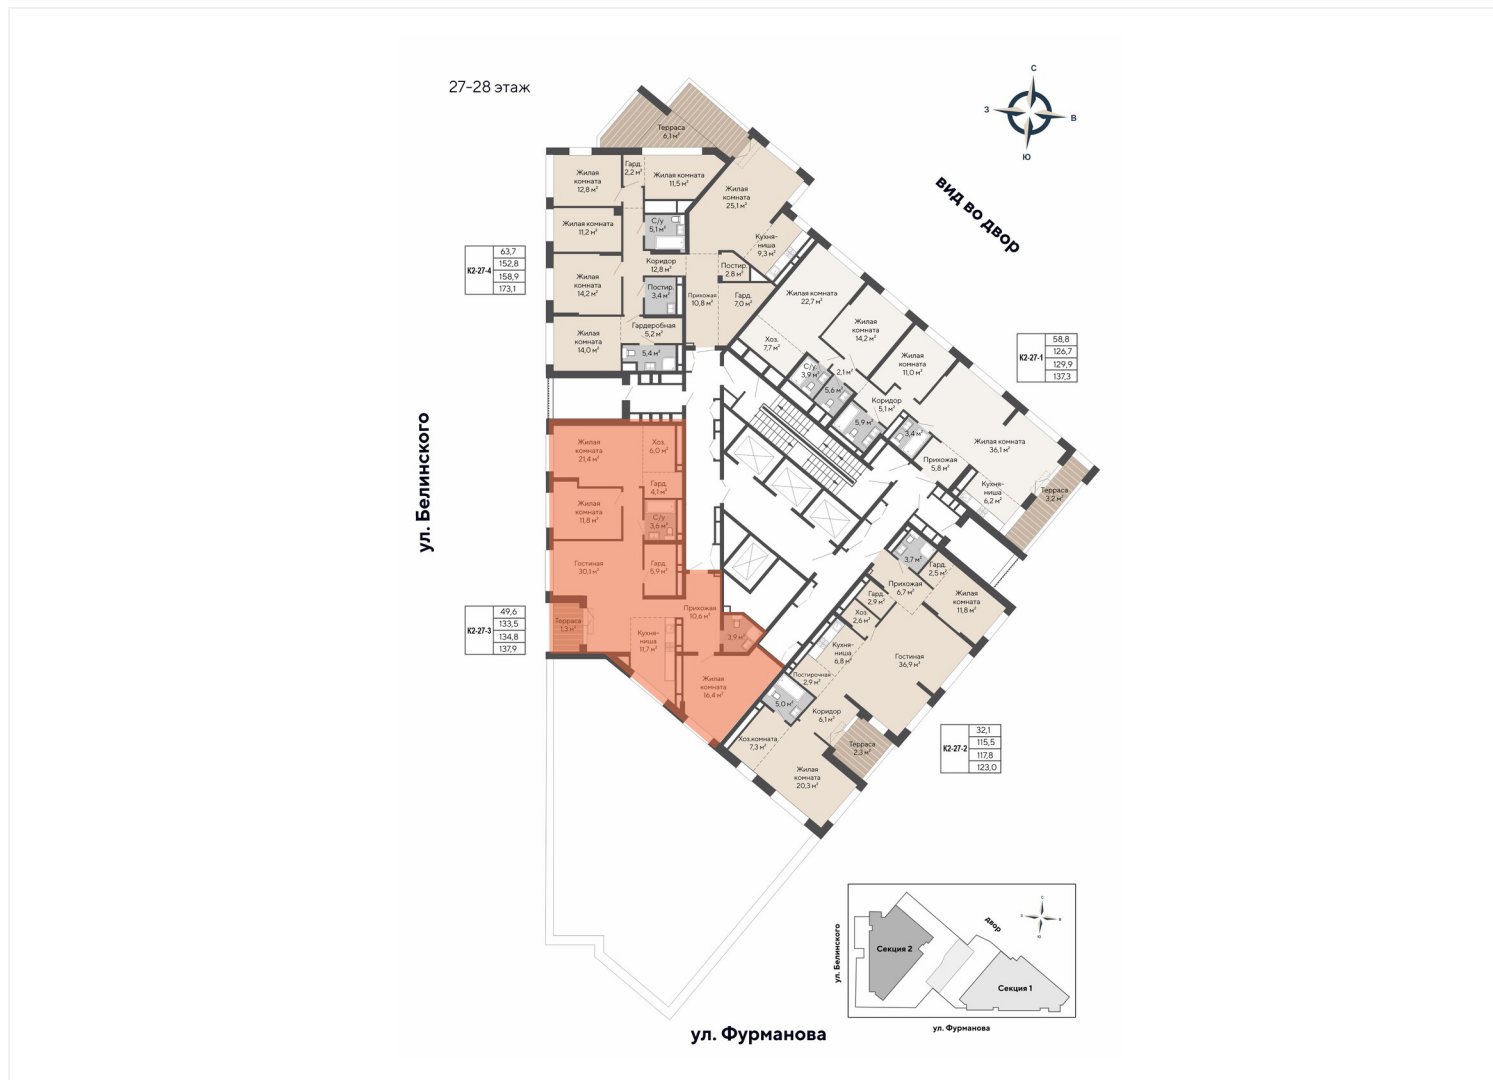 27-28 этаж
С
З
В
Ю
вид во двор
ул. Белинского
ул. Фурманова
Терраса
6,1 м²
Жилая
комната
12,8 м²
Гард.
2,2 м²
Жилая комната
11,5 м²
Жилая
комната
25,1 м²
Жилая комната
11,2 м²
С/у
5,1 м²
Кухня-
ниша
9,3 м²
Коридор
12,8 м²
Постир.
2,8 м²
Жилая
комната
14,2 м²
Постир.
3,4 м²
Прихожая
10,8 м²
Гард.
7,0 м²
Жилая
комната
14,0 м²
Гардеробная
5,2 м²
5,4 м²
К2-27-4
63,7
152,8
158,9
173,1
Жилая комната
22,7 м²
Жилая
комната
14,2 м²
Хоз.
7,7 м²
Жилая
комната
11,0 м²
С/у
3,9 м²
2,1 м²
5,6 м²
Коридор
5,1 м²
5,9 м²
3,4 м²
Жилая комната
36,1 м²
Прихожая
5,8 м²
Кухня-
ниша
6,2 м²
Терраса
3,2 м²
К2-27-1
58,8
126,7
129,9
137,3
Жилая
комната
21,4 м²
Хоз.
6,0 м²
Гард.
4,1 м²
Жилая
комната
11,8 м²
С/у
3,6 м²
Гостиная
30,1 м²
Гард.
5,9 м²
Прихожая
10,6 м²
Терраса
1,3 м²
Кухня-
ниша
11,7 м²
3,9 м²
Жилая
комната
16,4 м²
К2-27-3
49,6
133,5
134,8
137,9
3,7 м²
Гард.
2,5 м²
Прихожая
6,7 м²
Гард.
2,9 м²
Жилая
комната
11,8 м²
Хоз.
2,6 м²
Кухня-
ниша
6,8 м²
Гостиная
36,9 м²
Постирочная
2,9 м²
5,0 м²
Коридор
6,1 м²
Хоз.комната
7,3 м²
Терраса
2,3 м²
Жилая
комната
20,3 м²
К2-27-2
32,1
115,5
117,8
123,0
ул. Белинского
Секция 2
двор
С
З
В
Ю
Секция 1
ул. Фурманова